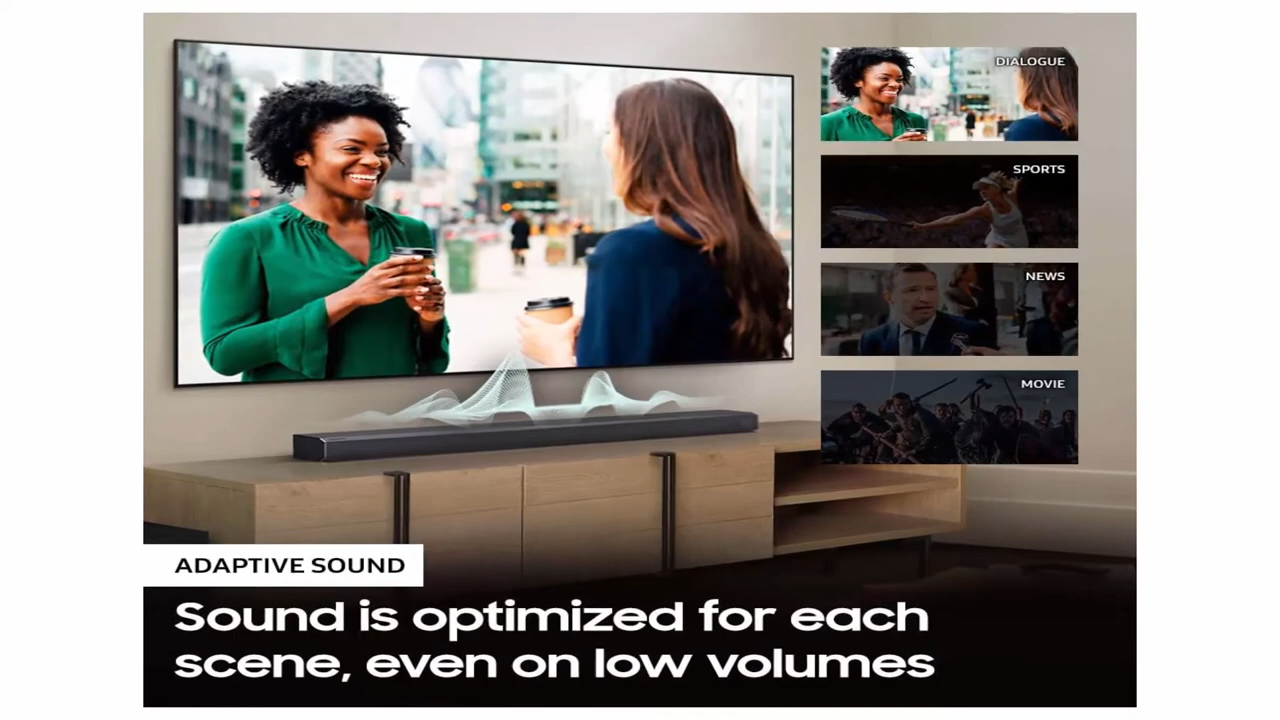 DIALOGUE
SPORTS
NEWS
MOVIE
ADAPTIVE SOUND
Sound is optimized for each
scene, even on low volumes